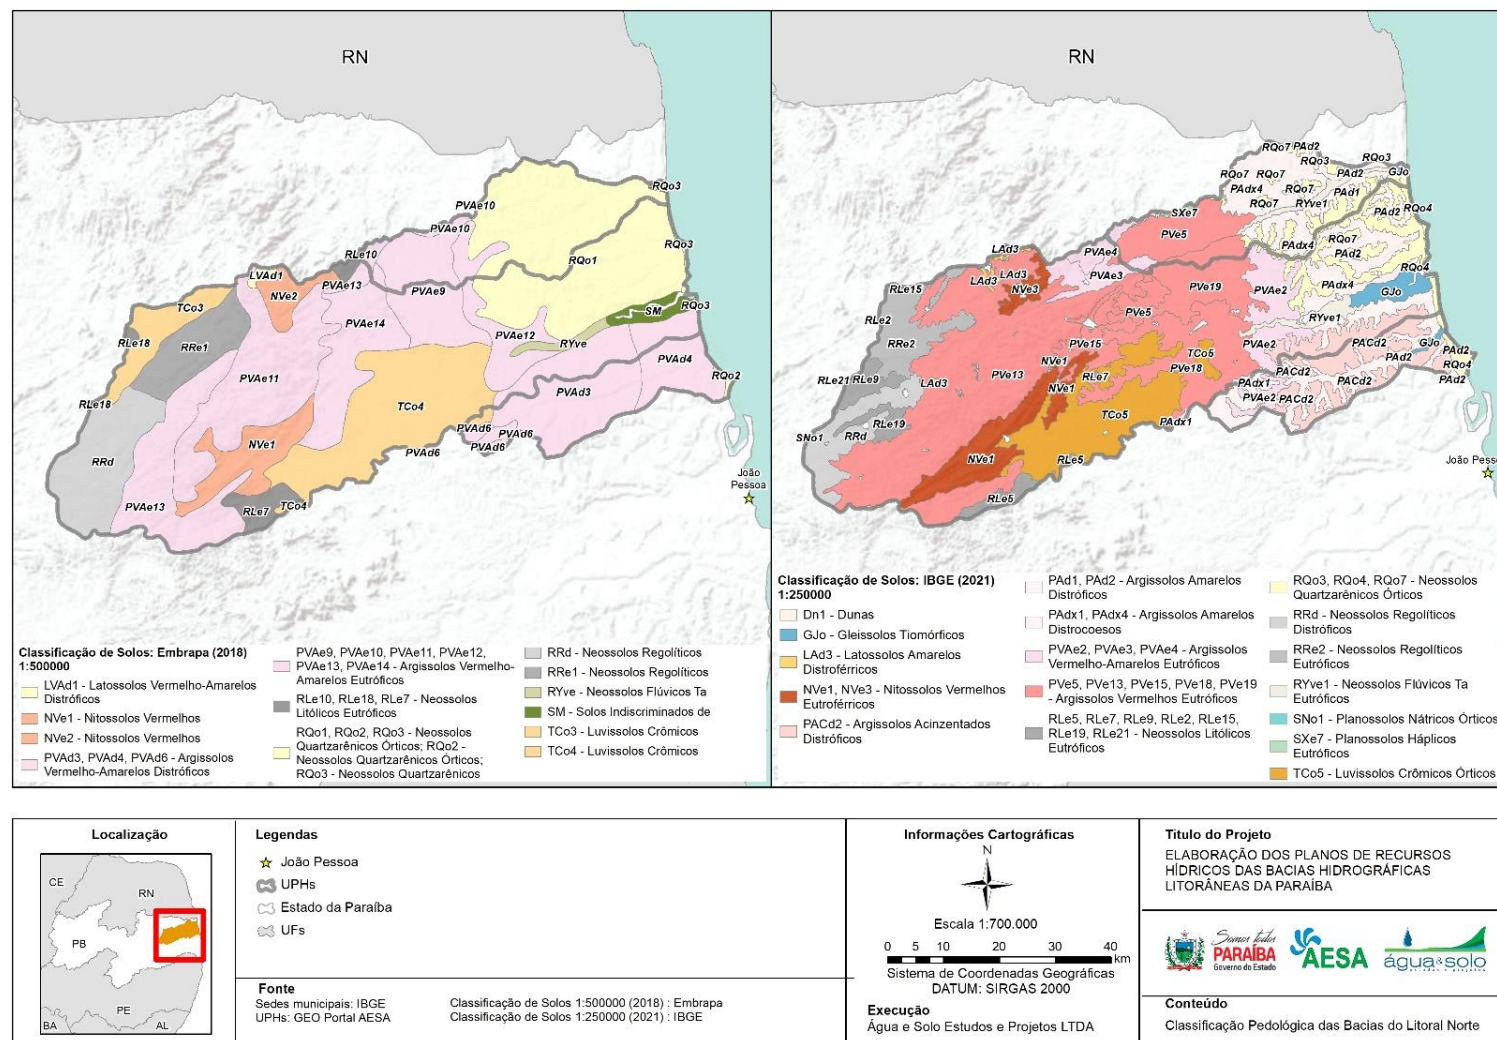 RN
PVAe10
PVAe10
RQo3
RLe10
RQo3
RQo1
LVAd1
PVAe13
NVe2
PVAe9
TCo3
SM
RQo3
PVAe14
RLe18
RRe1
PVAe12
RYve
PVAd4
PVAe11
RQo2
PVAd3
RLe18
TCo4
PVAd6
PVAd6
PVAd6
NVe1
PVAd6
RRd
João
Pessoa
PVAe13
RLe7
TCo4
Classificação de Solos: Embrapa (2018)
1:500000
LVAd1 - Latossolos Vermelho-Amarelos
Distróficos
NVe1 - Nitossolos Vermelhos
NVe2 - Nitossolos Vermelhos
PVAd3, PVAd4, PVAd6 - Argissolos
Vermelho-Amarelos Distróficos
PVAe9, PVAe10, PVAe11, PVAe12,
PVAe13, PVAe14 - Argissolos Vermelho-
Amarelos Eutróficos
RLe10, RLe18, RLe7 - Neossolos
Litólicos Eutróficos
RQo1, RQo2, RQo3 - Neossolos
Quartzarênicos Órticos; RQo2 -
Neossolos Quartzarênicos Órticos;
RQo3 - Neossolos Quartzarênicos
RRd - Neossolos Regolíticos
RRe1 - Neossolos Regolíticos
RYve - Neossolos Flúvicos Ta
SM - Solos Indiscriminados de
TCo3 - Luvissolos Crômicos
TCo4 - Luvissolos Crômicos
RN
RQo7 PAd2
RQo3
RQo3
RQo7
RQo7
PAd2
GJo
PAdx4
RQo7
PAd1
RQo7
RYve1
PAd2
RQo4
SXe7
PVe5
RQo7
PAdx4
PAd2
LAd3
PVAe4
LAd3
LAd3
PVAe3
RQo4
NVe3
PVe19
PVAe2
PAdx4
GJo
RLe15
RLe2
PVe5
RYve1
RRe2
PVe15
PVAe2
PACd2
GJo
NVe1
TCo5
PAd2
PAd2
RLe21
RLe9
LAd3
PVe13
NVe1
RLe7
PVe18
PACd2
RQo4
PAdx1
PACd2
PAd2
PVAe2
PACd2
TCo5
PAdx1
RLe19
SNo1
RRd
NVe1
RLe5
RLe5
João Pess
Classificação de Solos: IBGE (2021)
1:250000
Dn1 - Dunas
GJo - Gleissolos Tiomórficos
LAd3 - Latossolos Amarelos
Distroférricos
NVe1, NVe3 - Nitossolos Vermelhos
Eutroférricos
PACd2 - Argissolos Acinzentados
Distróficos
PAd1, PAd2 - Argissolos Amarelos
Distróficos
PAdx1, PAdx4 - Argissolos Amarelos
Distrocoesos
PVAe2, PVAe3, PVAe4 - Argissolos
Vermelho-Amarelos Eutróficos
PVe5, PVe13, PVe15, PVe18, PVe19
- Argissolos Vermelhos Eutróficos
RLe5, RLe7, RLe9, RLe2, RLe15,
RLe19, RLe21 - Neossolos Litólicos
Eutróficos
RQo3, RQo4, RQo7 - Neossolos
Quartzarênicos Órticos
RRd - Neossolos Regolíticos
Distróficos
RRe2 - Neossolos Regolíticos
Eutróficos
RYve1 - Neossolos Flúvicos Ta
Eutróficos
SNo1 - Planossolos Nátricos Órticos
SXe7 - Planossolos Háplicos
Eutróficos
TCo5 - Luvissolos Crômicos Órticos
Localização
CE
RN
PB
PE
BA
AL
Legendas
João Pessoa
UPHs
Estado da Paraíba
UFs
Fonte
Sedes municipais: IBGE
UPHs: GEO Portal AESA
Classificação de Solos 1:500000 (2018) : Embrapa
Classificação de Solos 1:250000 (2021) : IBGE
Informações Cartográficas
N
Escala 1:700.000
0 5 10 20 30 40
km
Sistema de Coordenadas Geográficas
DATUM: SIRGAS 2000
Execução
Água e Solo Estudos e Projetos LTDA
Titulo do Projeto
ELABORAÇÃO DOS PLANOS DE RECURSOS
HÍDRICOS DAS BACIAS HIDROGRÁFICAS
LITORÂNEAS DA PARAÍBA
Somos todos
PARAÍBA
Governo do Estado
AESA
água&solo
Conteúdo
Classificação Pedológica das Bacias do Litoral Norte